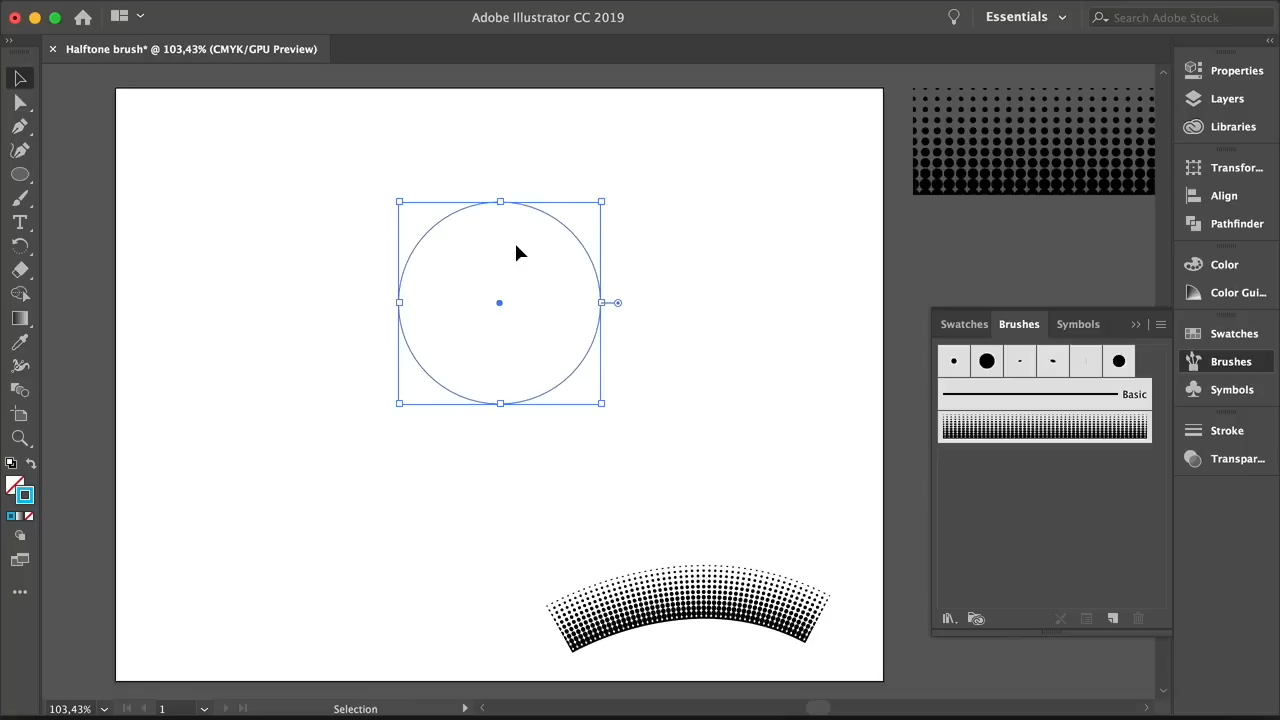 Adobe Illustrator CC 2019
Essentials
Search Adobe Stock
Halftone brush* @ 103,43% (CMYK/GPU Preview)
Properties
Layers
Libraries
Transfor...
Align
Pathfinder
Color
Color Gui...
Swatches
Brushes
Symbols
Stroke
Transpar...
Swatches
Brushes
Symbols
Basic
103,43%
1
Selection